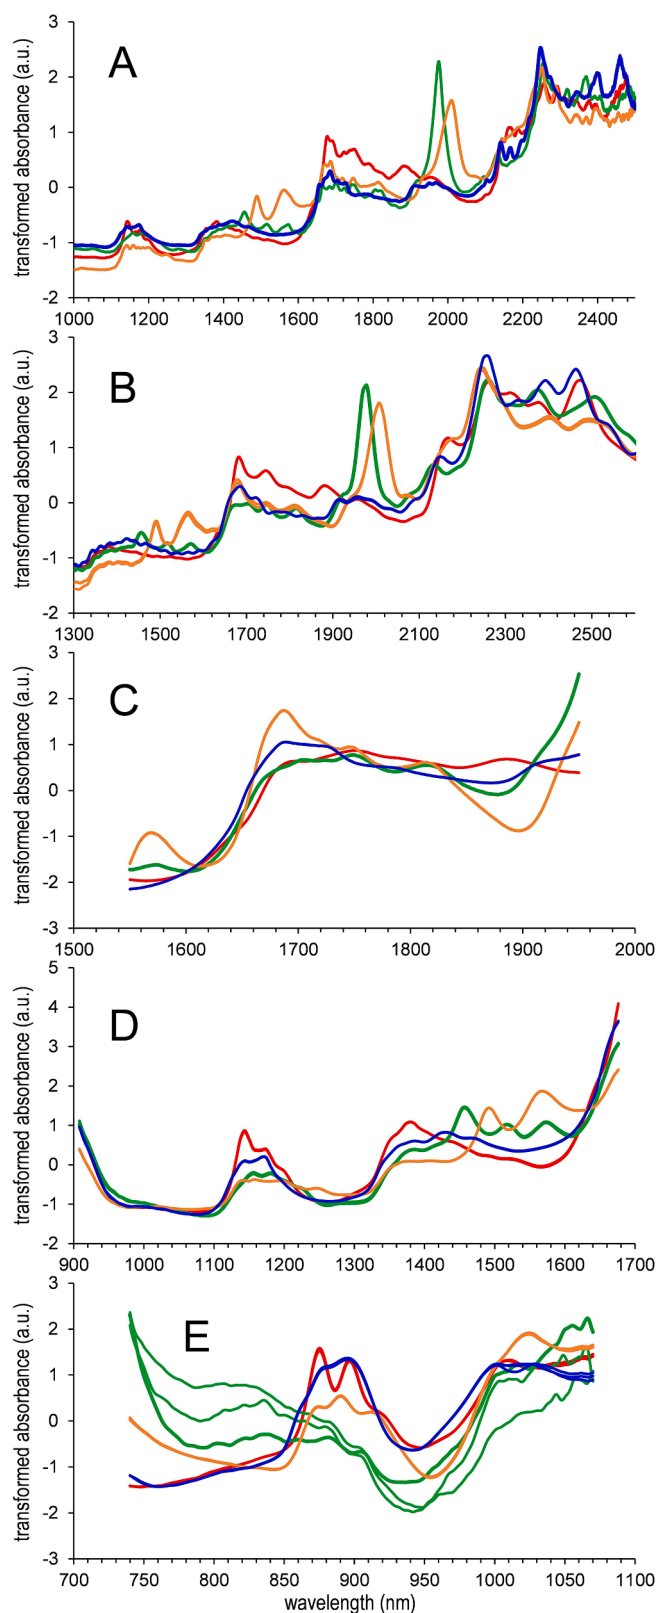 3
A
2
1
0
-1
-2
transformed absorbance (a.u.)
1000 1200 1400 1600 1800 2000 2200 2400
3
B
2
1
0
-1
-2
transformed absorbance (a.u.)
1300 1500 1700 1900 2100 2300 2500
3
C
2
1
0
-1
-2
-3
transformed absorbance (a.u.)
1500 1600 1700 1800 1900 2000
5
D
4
3
2
1
0
-1
-2
transformed absorbance (a.u.)
900 1000 1100 1200 1300 1400 1500 1600 1700
3
E
2
1
0
-1
-2
-3
transformed absorbance (a.u.)
700 750 800 850 900 950 1000 1050 1100
wavelength (nm)